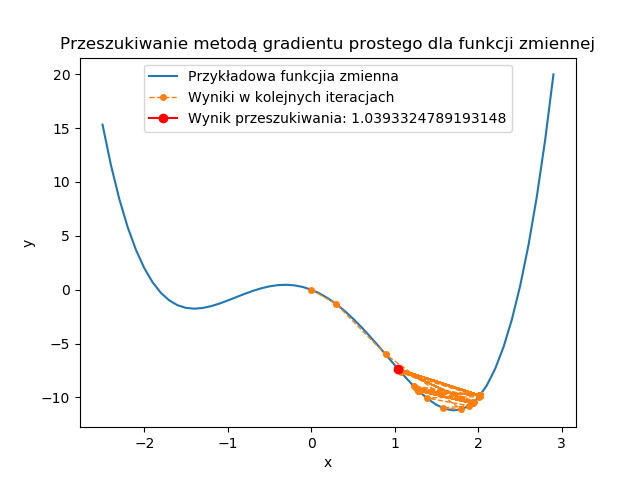 Przeszukiwanie metodą gradientu prostego dla funkcji zmiennej
Przykładowa funkcjia zmienna
Wyniki w kolejnych iteracjach
Wynik przeszukiwania: 1.0393324789193148
20
15
10
5
0
−5
−10
y
−2
−1
0
1
2
3
x